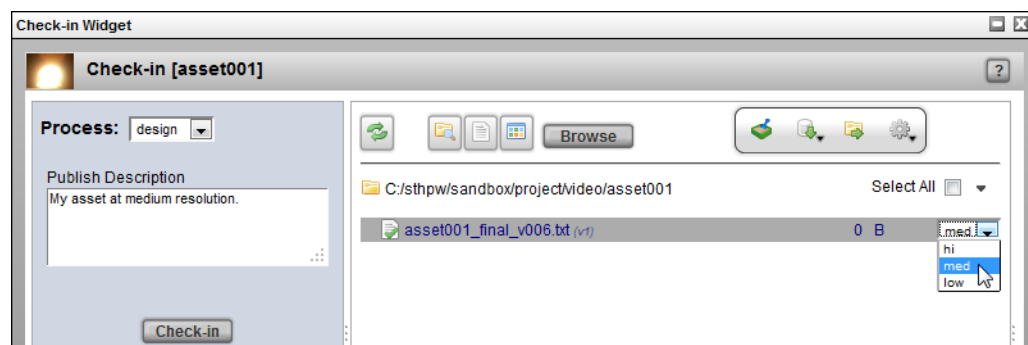 Check-in Widget
Check-in [asset001]
?
Process: design
Publish Description
My asset at medium resolution.
Check-in
Browse
C:/sthpw/sandbox/project/video/asset001
Select All
asset001_final_v006.txt (v1) 0 B med
hi
med
low